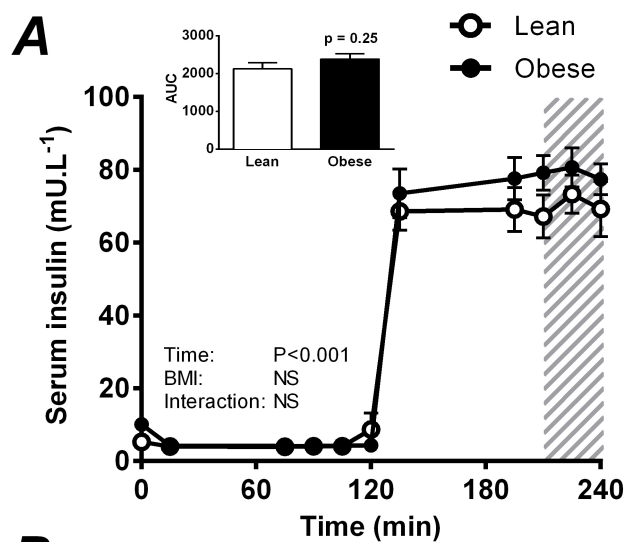 A
Lean
Obese
p = 0.25
3000
2000
1000
0
AUC
Lean
Obese
100
80
60
40
20
0
Serum insulin (mU.L-1)
Time: P<0.001
BMI: NS
Interaction: NS
0
60
120
180
240
Time (min)